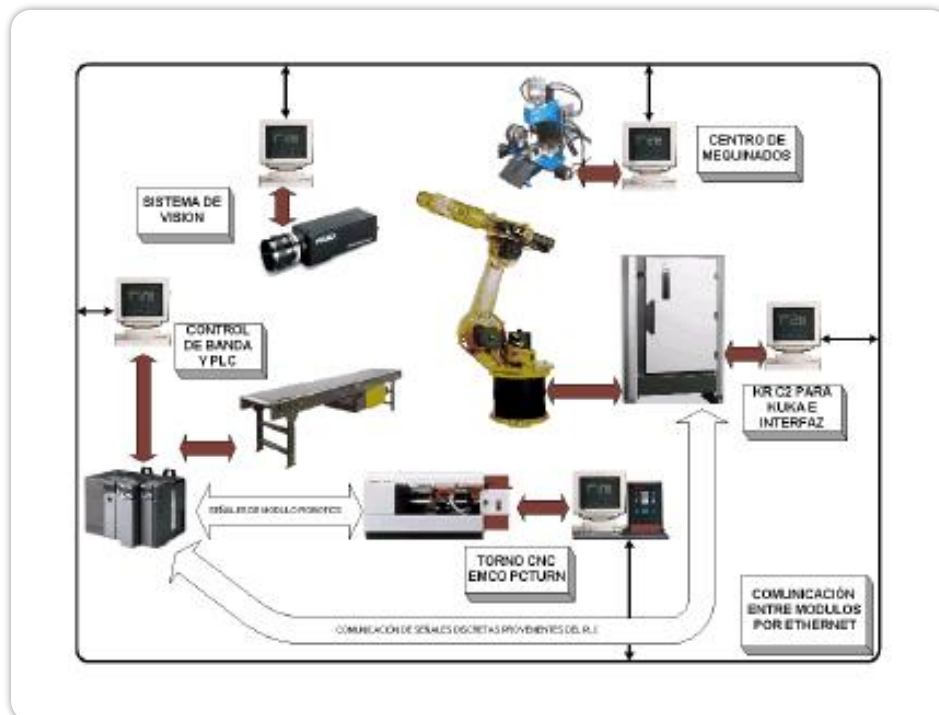 CENTRO DE
MEQUINADOS
SISTEMA DE
VISION
CONTROL
DE BANDA
Y PLC
KR C2 PARA
KUKA E
INTERFAZ
SEÑALES DE MODULO ROBOTICO
TORNO CNC
EMCO PCTURN
COMUNICACIÓN
ENTRE MODULOS
POR ETHERNET
COMUNICACIÓN DE SEÑALES DISCRETAS PROVENIENTES DEL PLC